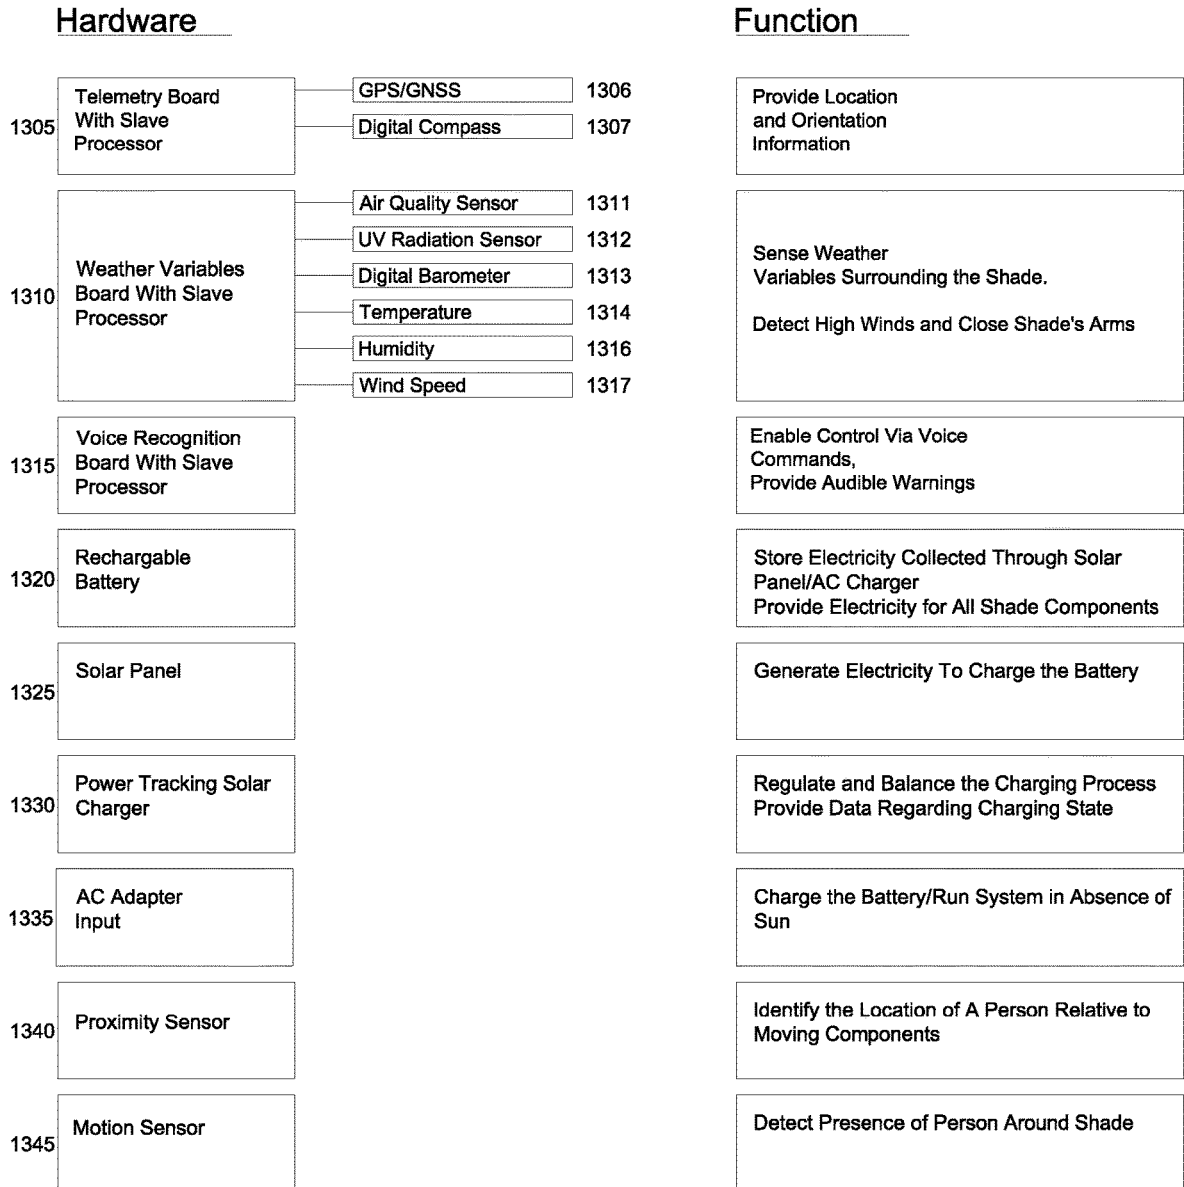 Hardware
Function
1305
Telemetry Board
With Slave
Processor
GPS/GNSS 1306
Digital Compass 1307
Provide Location
and Orientation
Information
1310
Weather Variables
Board With Slave
Processor
Air Quality Sensor 1311
UV Radiation Sensor 1312
Digital Barometer 1313
Temperature 1314
Humidity 1316
Wind Speed 1317
Sense Weather
Variables Surrounding the Shade.
Detect High Winds and Close Shade's Arms
1315
Voice Recognition
Board With Slave
Processor
Enable Control Via Voice
Commands,
Provide Audible Warnings
1320
Rechargable
Battery
Store Electricity Collected Through Solar
Panel/AC Charger
Provide Electricity for All Shade Components
1325
Solar Panel
Generate Electricity To Charge the Battery
1330
Power Tracking Solar
Charger
Regulate and Balance the Charging Process
Provide Data Regarding Charging State
1335
AC Adapter
Input
Charge the Battery/Run System in Absence of
Sun
1340
Proximity Sensor
Identify the Location of A Person Relative to
Moving Components
1345
Motion Sensor
Detect Presence of Person Around Shade